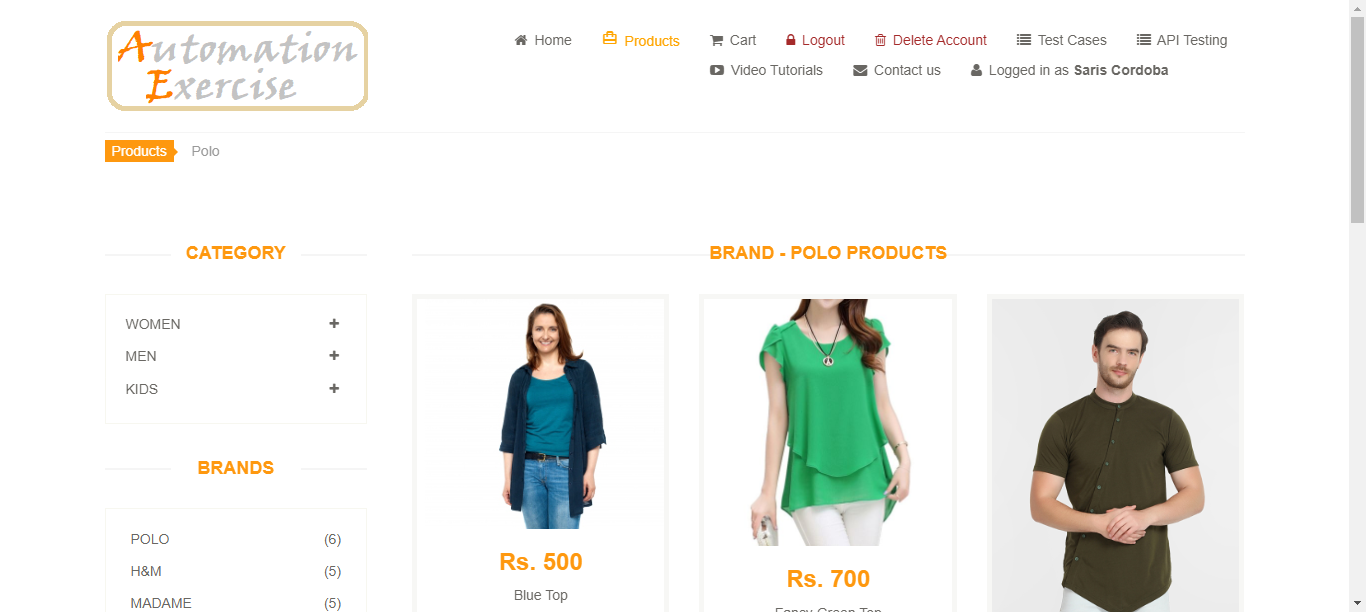 Automation
Exercise
Home Products Cart Logout Delete Account Test Cases API Testing
Video Tutorials Contact us Logged in as Saris Cordoba
Products Polo
CATEGORY
WOMEN
MEN
KIDS
BRANDS
POLO (6)
H&M (5)
MADAME (5)
BRAND - POLO PRODUCTS
Rs. 500
Blue Top
Rs. 700
Fancy Green Top